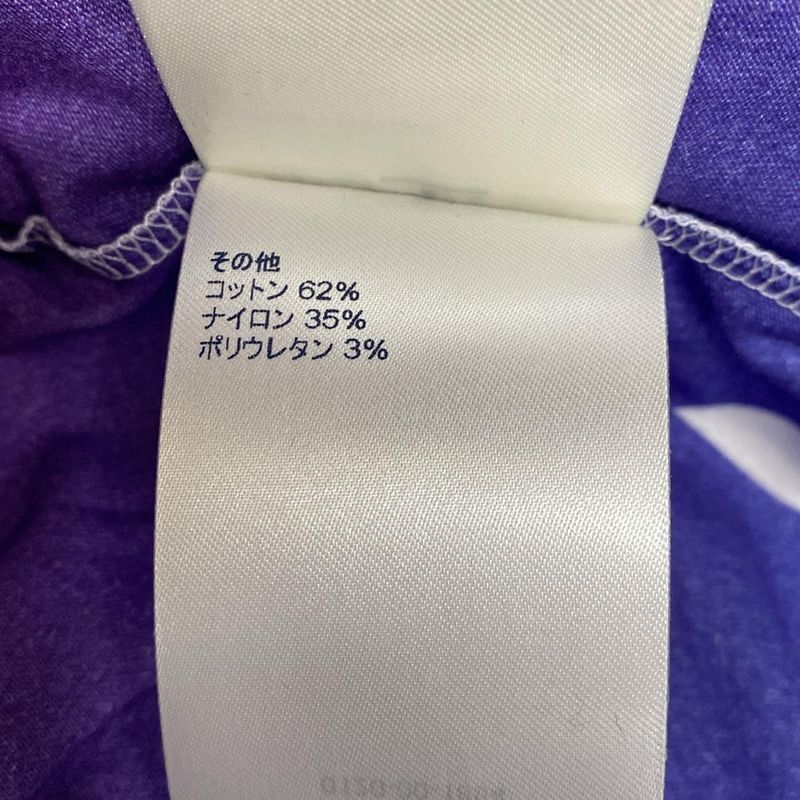 その他
コットン 62%
ナイロン 35%
ポリウレタン 3%